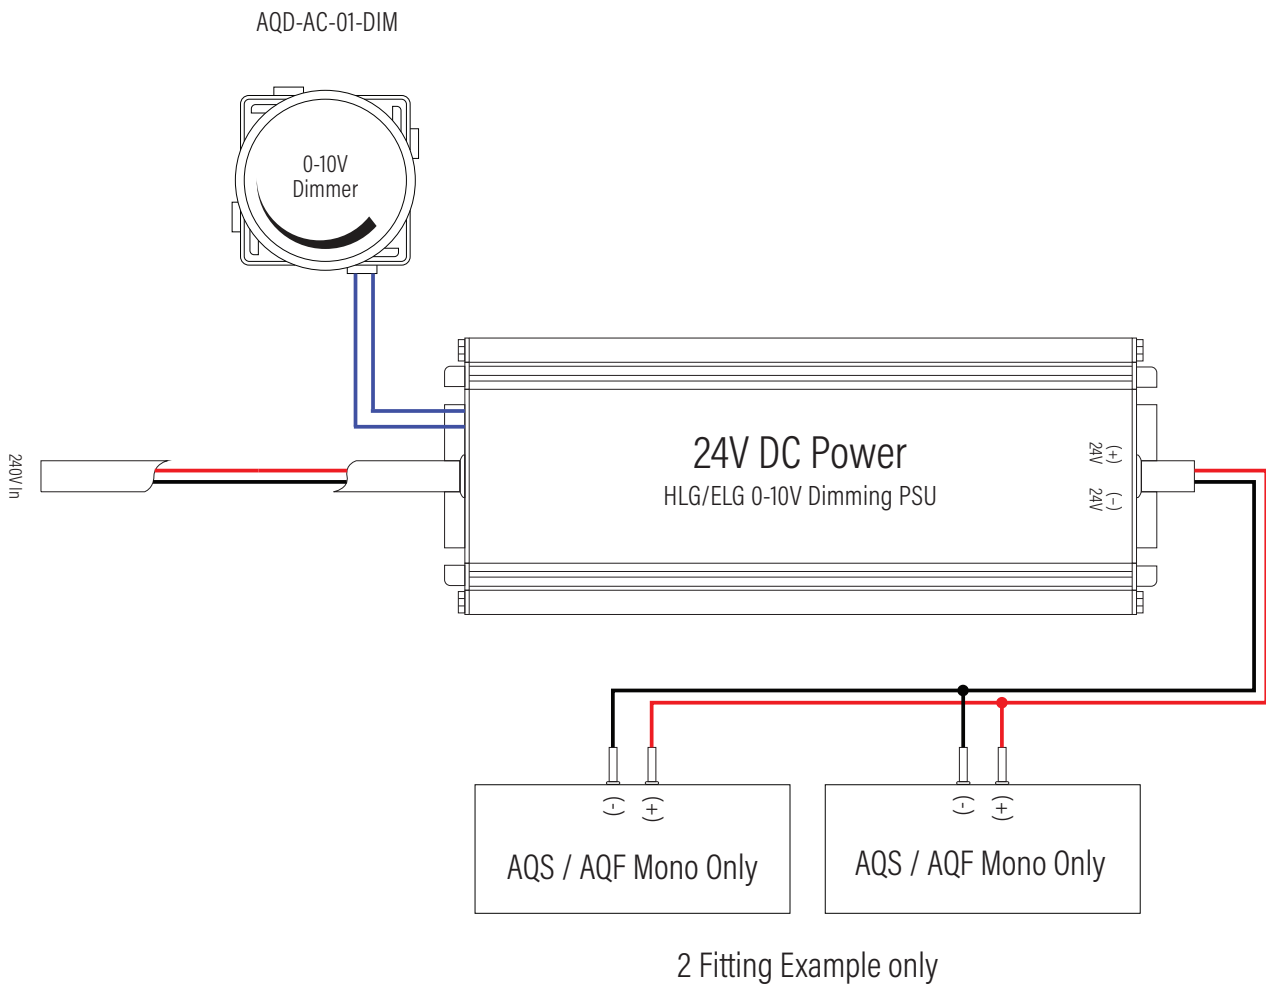 AQD-AC-01-DIM
0-10V
Dimmer
240V In
24V DC Power
HLG/ELG 0-10V Dimming PSU
(+)
24V
(-)
24V
(-)
(+)
(-)
(+)
AQS / AQF Mono Only
AQS / AQF Mono Only
2 Fitting Example only